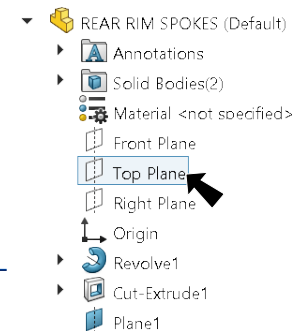 REAR RIM SPOKES (Default)
Annotations
Solid Bodies(2)
Material <not specified>
Front Plane
Top Plane
Right Plane
Origin
Revolve1
Cut-Extrude1
Plane1